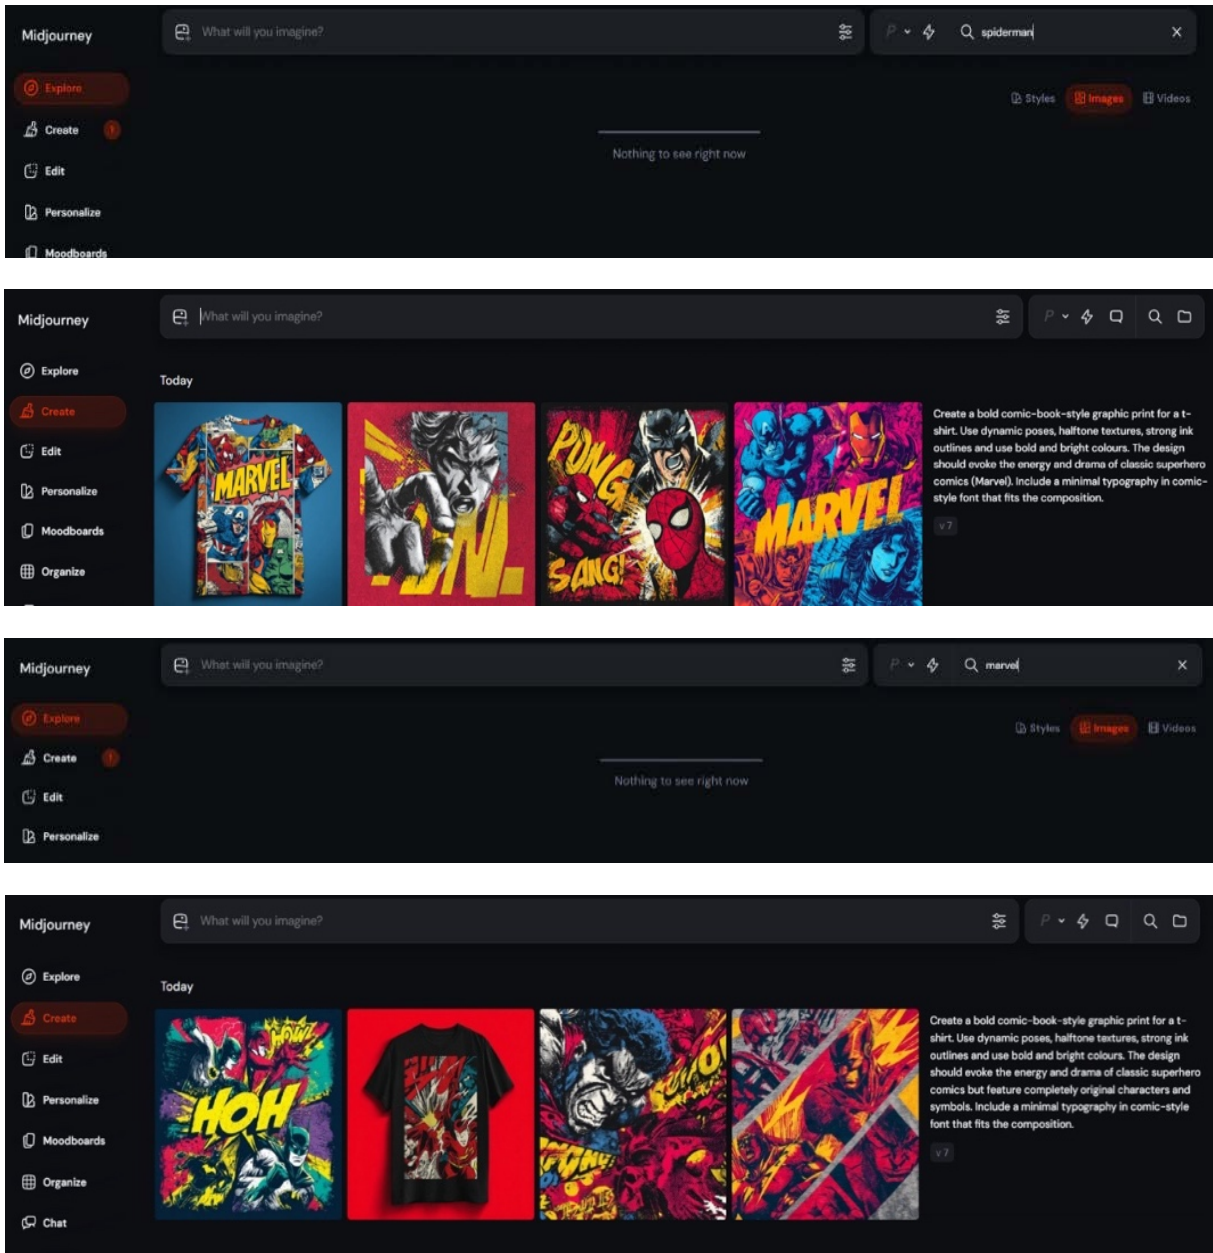 Midjourney
What will you imagine?
P
spiderman
Explore
Styles
Images
Videos
Create
1
Nothing to see right now
Edit
Personalize
Moodboards
Midjourney
What will you imagine?
P
Explore
Today
Create
Edit
Personalize
Moodboards
Organize
MARVEL
PONG
SANG!
MARVEL
Create a bold comic-book-style graphic print for a t-
shirt. Use dynamic poses, halftone textures, strong ink
outlines and use bold and bright colours. The design
should evoke the energy and drama of classic superhero
comics (Marvel). Include a minimal typography in comic-
style font that fits the composition.
v 7
Midjourney
What will you imagine?
P
marvel
Explore
Styles
Images
Videos
Create
Nothing to see right now
Edit
Personalize
Midjourney
What will you imagine?
P
Explore
Today
Create
Edit
Personalize
Moodboards
Organize
Chat
HOH
Create a bold comic-book-style graphic print for a t-
shirt. Use dynamic poses, halftone textures, strong ink
outlines and use bold and bright colours. The design
should evoke the energy and drama of classic superhero
comics but feature completely original characters and
symbols. Include a minimal typography in comic-style
font that fits the composition.
v 7